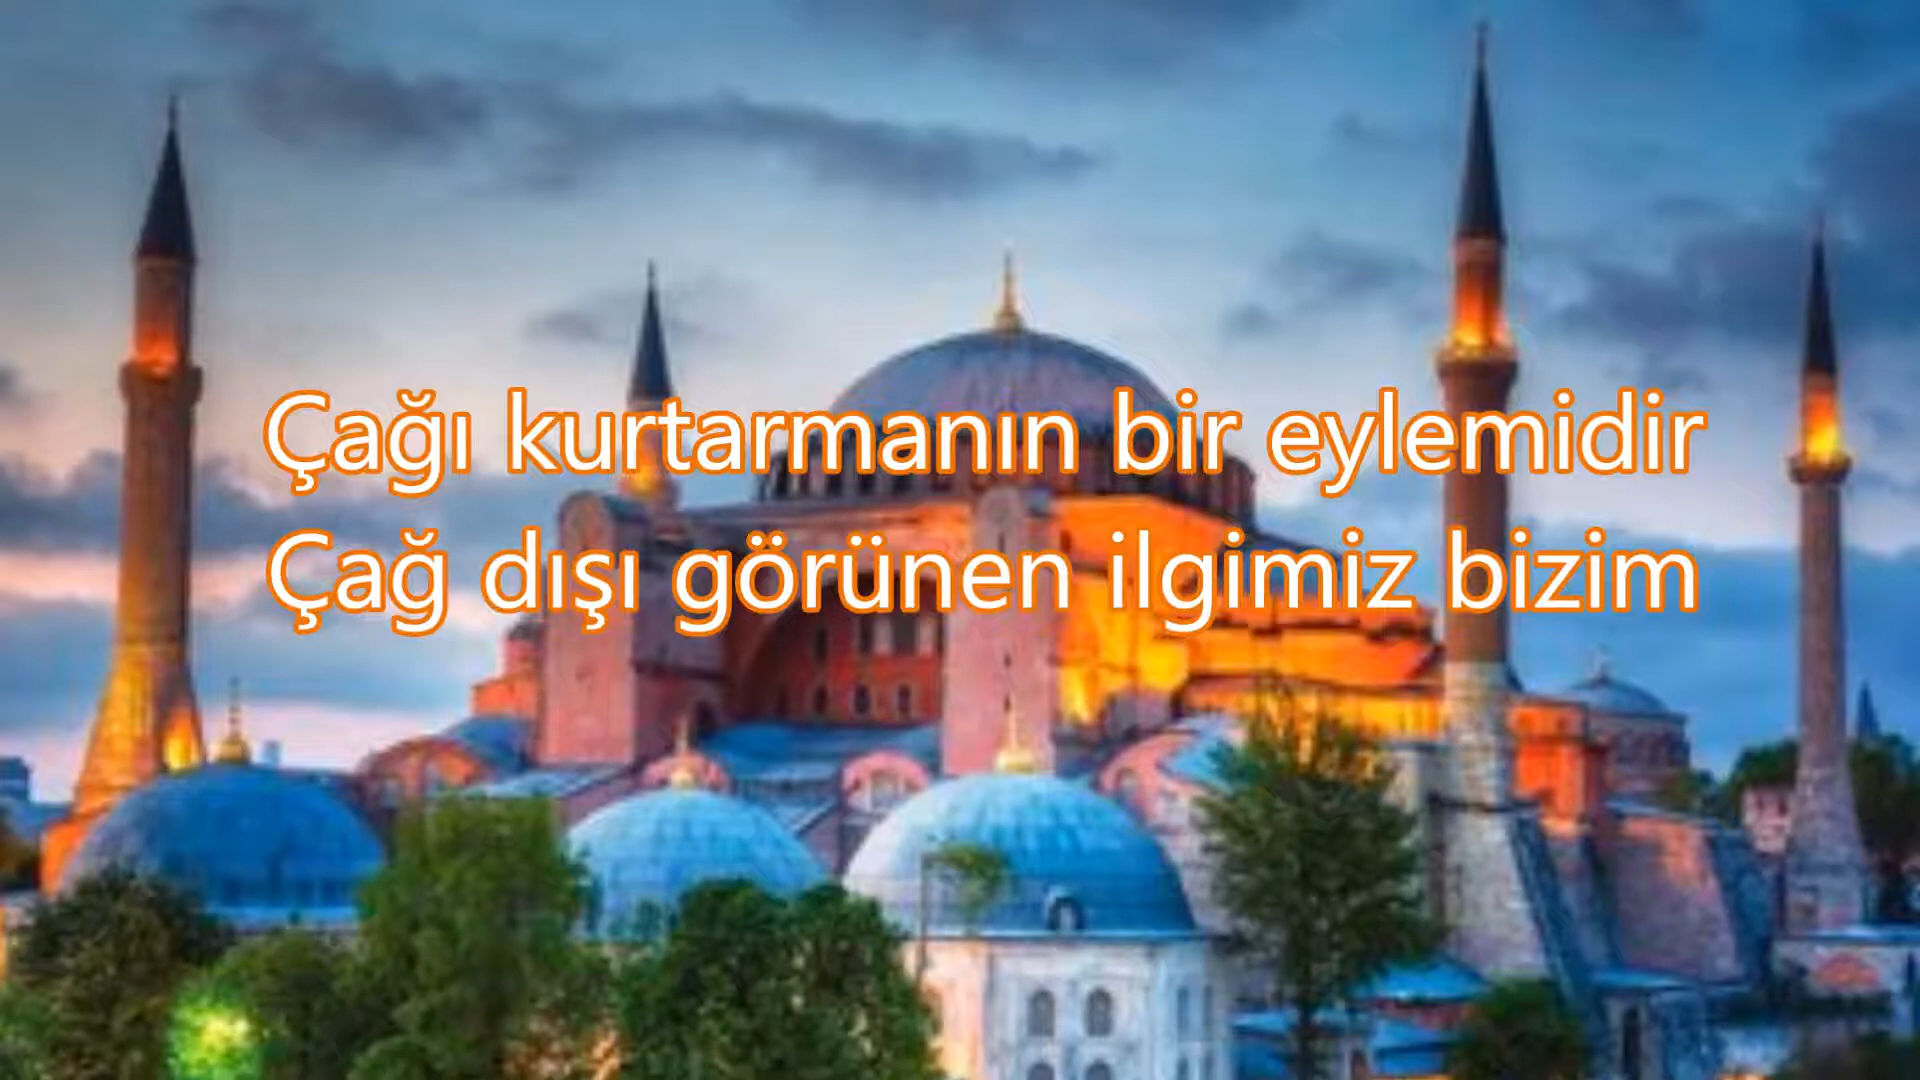 Çağı kurtarmanın bir eylemidir
Çağ dışı görünen ilgimiz bizim